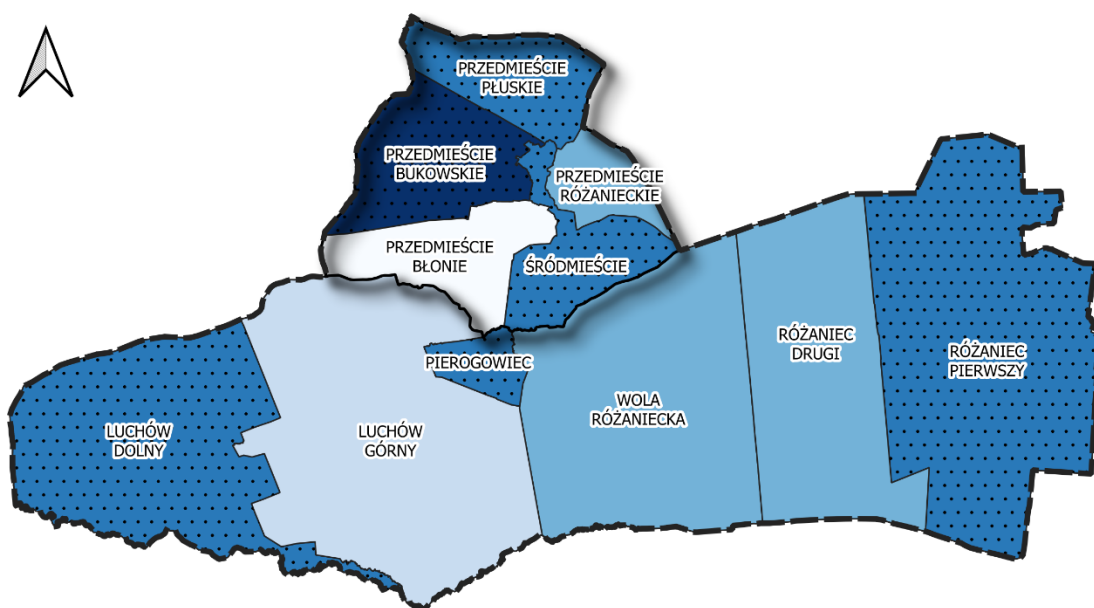 PRZEDMIEŚCIE
PŁUSKIE
PRZEDMIEŚCIE
BUKOWSKIE
PRZEDMIEŚCIE
RÓŻANIECKIE
PRZEDMIEŚCIE
BŁONIE
ŚRÓDMIEŚCIE
RÓŻANIEC
DRUGI
RÓŻANIEC
PIERWSZY
PIEROGOWIEC
WOLA
RÓŻANIECKA
LUCHÓW
DOLNY
LUCHÓW
GÓRNY